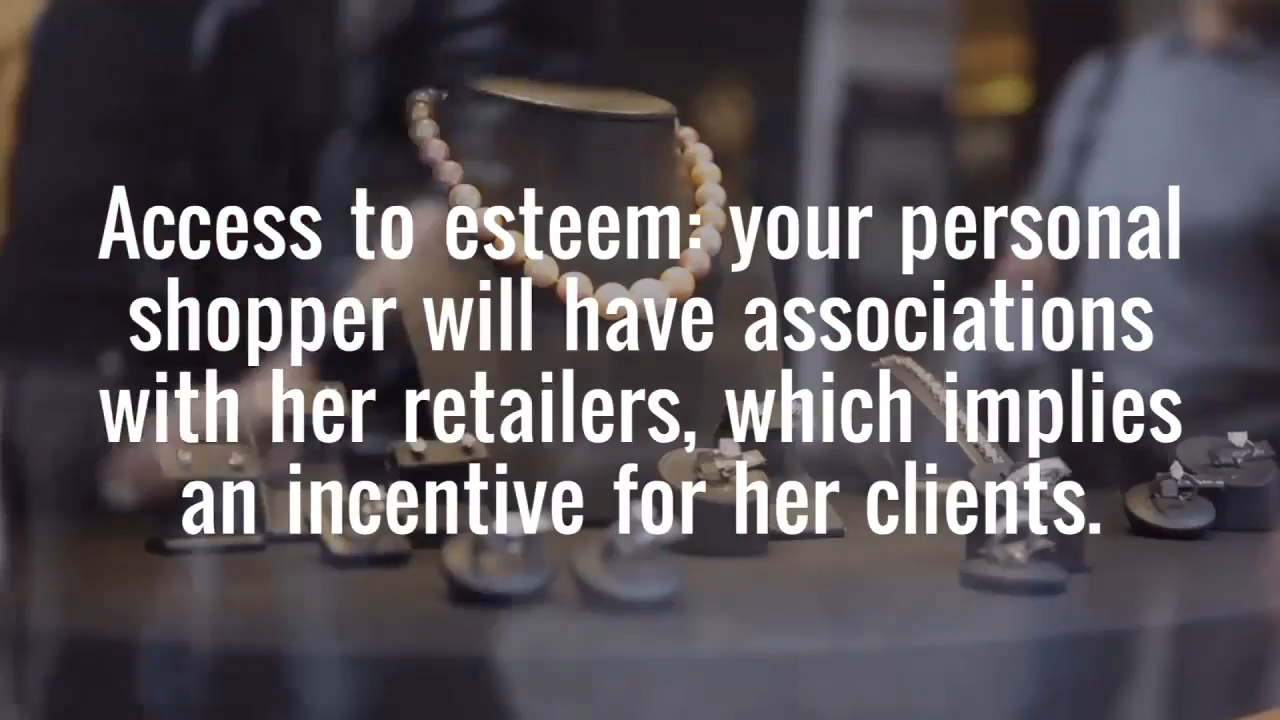 Access to esteem: your personal
shopper will have associations
with her retailers, which implies
an incentive for her clients.